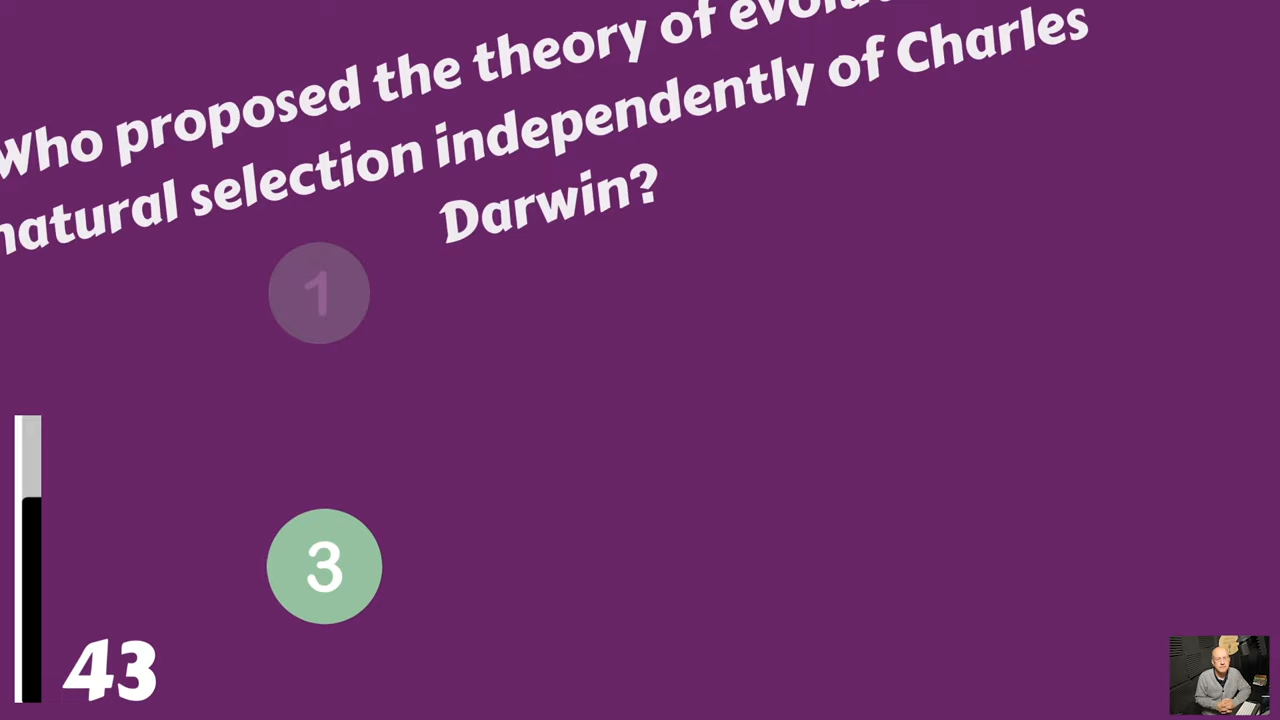 Who proposed the theory of
natural selection independently of Charles
Darwin?
1
3
43